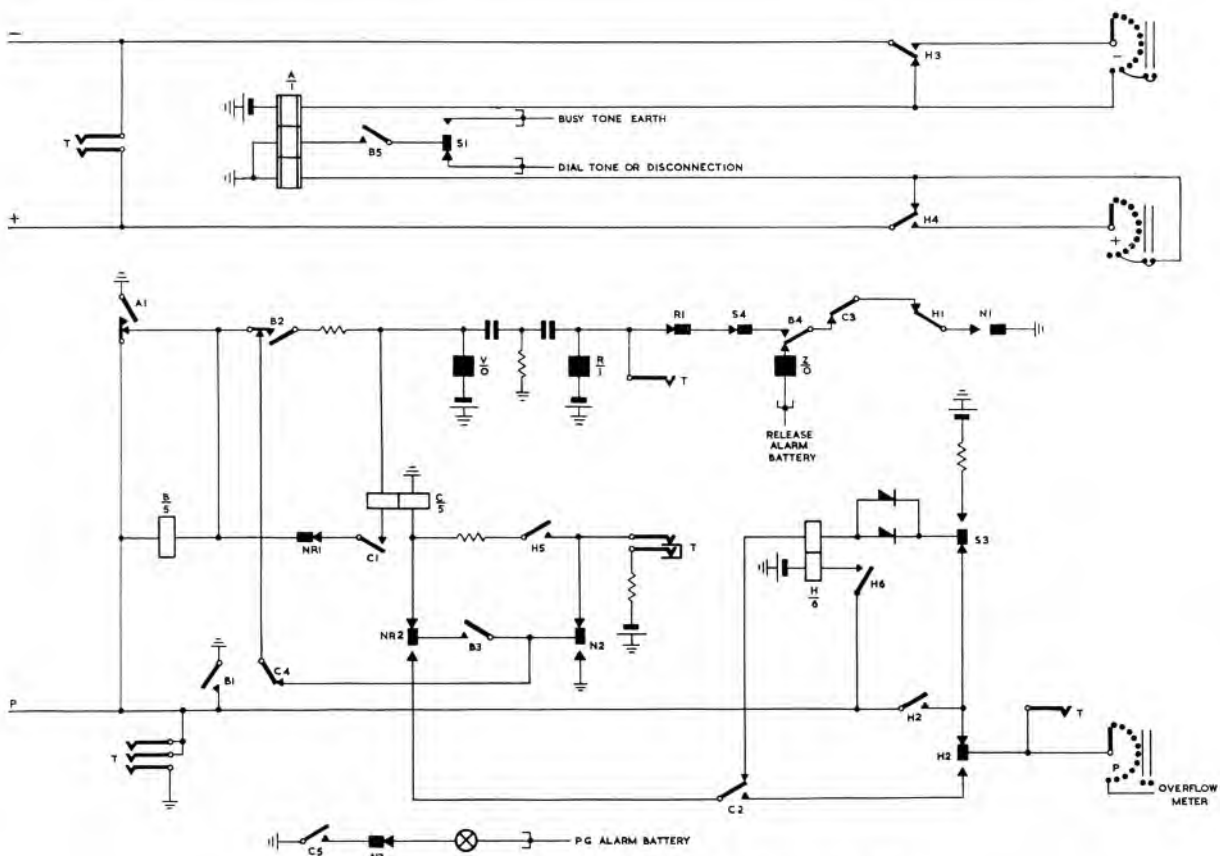 −
H3
−
A
1
BUSY TONE EARTH
B5
S1
DIAL TONE OR DISCONNECTION
T
+
H4
+
A1
B2
R1
S4
B4
C3
H1
N1
V
0
R
1
T
Z
0
RELEASE
ALARM
BATTERY
B
5
NR1
C1
C
5
H5
T
S3
H
6
H6
NR2
B3
N2
C4
B1
P
H2
T
H2
P
T
C2
OVERFLOW
METER
PG ALARM BATTERY
C5